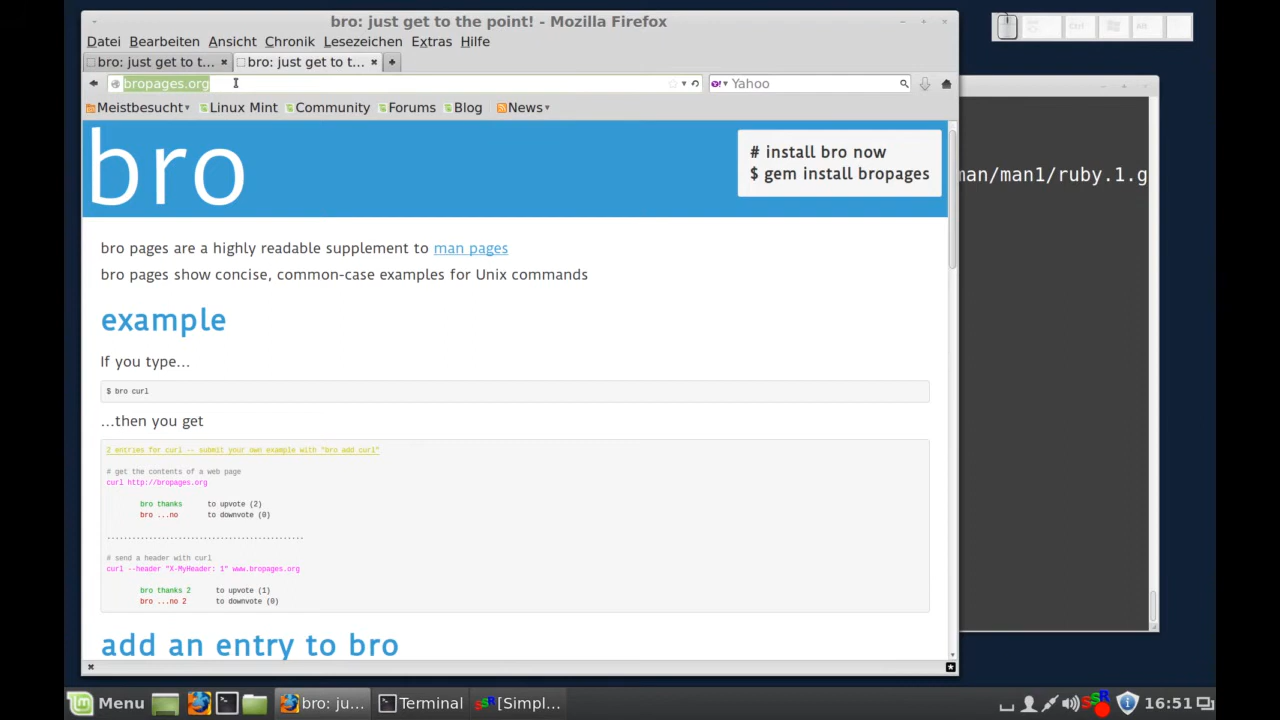 bro: just get to the point! - Mozilla Firefox
Datei Bearbeiten Ansicht Chronik Lesezeichen Extras Hilfe
bro: just get to t... bro: just get to t...
bropages.org Yahoo
Meistbesucht Linux Mint Community Forums Blog News
bro
# install bro now
$ gem install bropages
man/man1/ruby.1.g
bro pages are a highly readable supplement to man pages
bro pages show concise, common-case examples for Unix commands
example
If you type...
$ bro curl
...then you get
2 entries for curl -- submit your own example with "bro add curl"
# get the contents of a web page
curl http://bropages.org
bro thanks to upvote (2)
bro ...no to downvote (0)
............................................
# send a header with curl
curl --header "X-MyHeader: 1" www.bropages.org
bro thanks 2 to upvote (1)
bro ...no 2 to downvote (0)
add an entry to bro
Menu bro: ju... Terminal [Simpl... 16:51